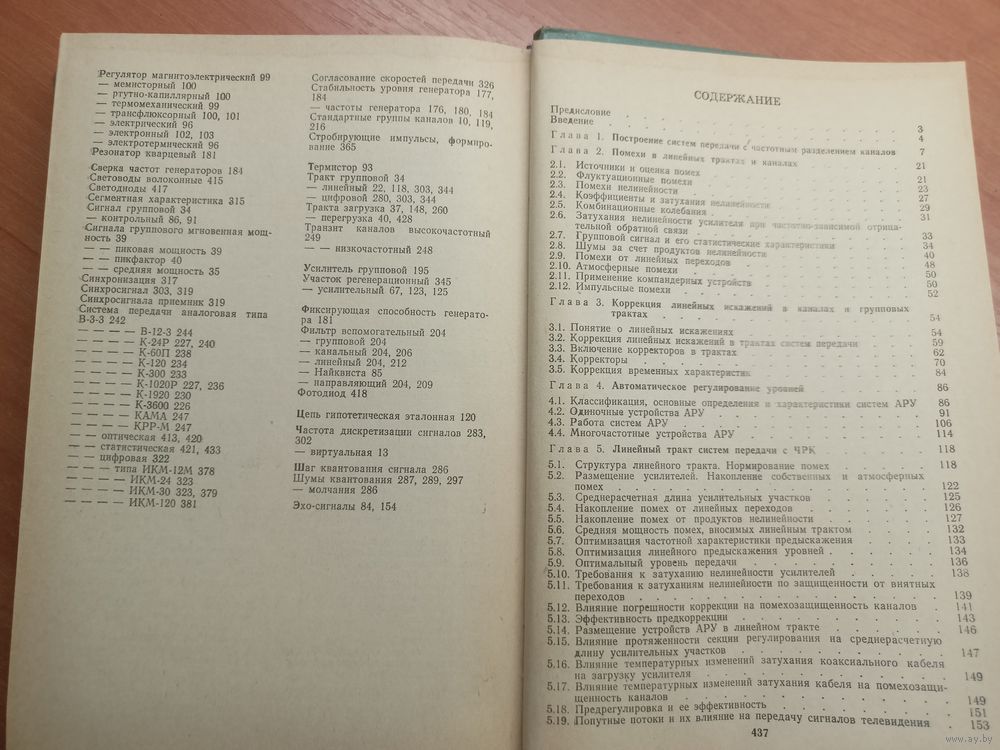 Регулятор магнитоэлектрический 99
— мемисторный 100
— ртутно-капиллярный 100
— термомеханический 99
— трансфлюксорный 100, 101
— электрический 96
— электронный 102, 103
— электротермический 96
Резонатор кварцевый 181
Сверка частот генераторов 184
Световоды волоконные 415
Светодиоды 417
Сегментная характеристика 315
Сигнал групповой 34
— контрольный 86, 91
Сигнала группового мгновенная мощ-
ность 39
— — пиковая мощность 39
— — пикфактор 40
— — средняя мощность 35
Синхронизация 317
Синхросигнал 303, 319
Синхросигнала приемник 319
Система передачи аналоговая типа
В-3-3 242
— — — — В-12-3 244
— — — — К-24Р 227, 240
— — — — К-60П 238
— — — — К-120 234
— — — — К-300 233
— — — — К-1020Р 227, 236
— — — — К-1920 230
— — — — К-3600 226
— — — — КАМА 247
— — — — КРР-М 247
— — оптическая 413, 420
— — статистическая 421, 433
— — цифровая 322
— — — типа ИКМ-12М 378
— — — — ИКМ-24 323
— — — — ИКМ-30 323, 379
— — — — ИКМ-120 381
Согласование скоростей передачи 326
Стабильность уровня генератора 177,
184
— частоты генератора 176, 180, 184
Стандартные группы каналов 10, 119,
216
Стробирующие импульсы, формиро-
вание 365
Термистор 93
Тракт групповой 34
— линейный 22, 118, 303, 344
— цифровой 280, 303, 344
Тракта загрузка 37, 148, 260
— перегрузка 40, 428
Транзит каналов высокочастотный
249
— — низкочастотный 248
Усилитель групповой 195
Участок регенерационный 345
— усилительный 67, 123, 125
Фиксирующая способность генерато-
ра 181
Фильтр вспомогательный 204
— групповой 204
— канальный 204, 206
— линейный 204, 212
— Найквиста 85
— направляющий 204, 209
Фотодиод 418
Цепь гипотетическая эталонная 120
Частота дискретизации сигналов 283,
302
— виртуальная 13
Шаг квантования сигнала 286
Шумы квантования 287, 289, 297
— молчания 286
Эхо-сигналы 84, 154
СОДЕРЖАНИЕ
Предисловие 3
Введение 4
Глава 1. Построение систем передачи с частотным разделением каналов 7
Глава 2. Помехи в линейных трактах и каналах 21
2.1. Источники и оценка помех 21
2.2. Флуктуационные помехи 23
2.3. Помехи нелинейности 27
2.4. Коэффициенты и затухания нелинейности 29
2.5. Комбинационные колебания 31
2.6. Затухания нелинейности усилителя при частотно-зависимой отрица-
тельной обратной связи 33
2.7. Групповой сигнал и его статистические характеристики 34
2.8. Шумы за счет продуктов нелинейности 40
2.9. Помехи от линейных переходов 48
2.10. Атмосферные помехи 50
2.11. Применение компандерных устройств 50
2.12. Импульсные помехи 52
Глава 3. Коррекция линейных искажений в каналах и групповых
трактах 54
3.1. Понятие о линейных искажениях 54
3.2. Коррекция линейных искажений в трактах систем передачи 59
3.3. Включение корректоров в трактах 62
3.4. Корректоры 70
3.5. Коррекция временных характеристик 84
Глава 4. Автоматическое регулирование уровней 86
4.1. Классификация, основные определения и характеристики систем АРУ 86
4.2. Одиночные устройства АРУ 91
4.3. Работа систем АРУ 106
4.4. Многочастотные устройства АРУ 114
Глава 5. Линейный тракт систем передачи с ЧРК 118
5.1. Структура линейного тракта. Нормирование помех 118
5.2. Размещение усилителей. Накопление собственных и атмосферных
помех 122
5.3. Среднерасчетная длина усилительных участков 125
5.4. Накопление помех от линейных переходов 126
5.5. Накопление помех от продуктов нелинейности 127
5.6. Средняя мощность помех, вносимых линейным трактом 132
5.7. Оптимизация частотной характеристики предыскажения 133
5.8. Оптимизация линейного предыскажения уровней 134
5.9. Оптимальный уровень передачи 136
5.10. Требования к затуханию нелинейности усилителей 138
5.11. Требования к затуханиям нелинейности по защищенности от внятных
переходов 139
5.12. Влияние погрешности коррекции на помехозащищенность каналов 141
5.13. Эффективность предкоррекции 143
5.14. Размещение устройств АРУ в линейном тракте 146
5.15. Влияние протяженности секции регулирования на среднерасчетную
длину усилительных участков 147
5.16. Влияние температурных изменений затухания коаксиального кабеля
на загрузку усилителя 149
5.17. Влияние температурных изменений затухания кабеля на помехозащи-
щенность каналов 149
5.18. Предрегулировка и ее эффективность 151
5.19. Попутные потоки и их влияние на передачу сигналов телевидения 153
437
www.ay.by